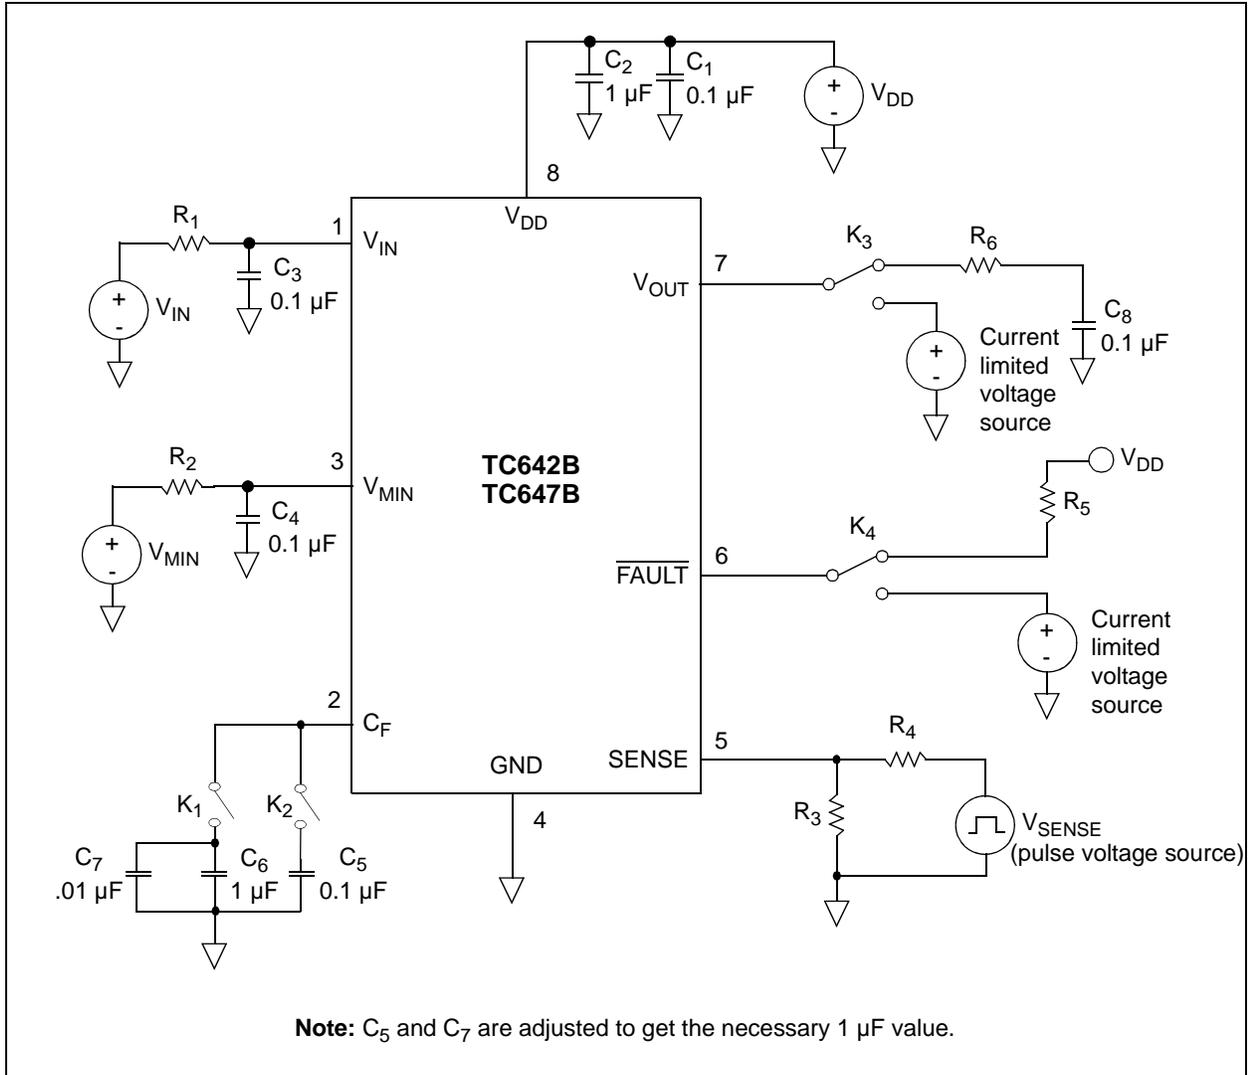 C2
1 µF
C1
0.1 µF
+
-
VDD
8
VDD
R1
1
VIN
C3
0.1 µF
+
-
VIN
7
VOUT
K3
R6
C8
0.1 µF
+
-
Current
limited
voltage
source
R2
3
VMIN
C4
0.1 µF
+
-
VMIN
TC642B
TC647B
VDD
R5
K4
6
FAULT
+
-
Current
limited
voltage
source
2
CF
K1
K2
C7
.01 µF
C6
1 µF
C5
0.1 µF
GND
4
SENSE
5
R4
R3
VSENSE
(pulse voltage source)
Note: C5 and C7 are adjusted to get the necessary 1 µF value.